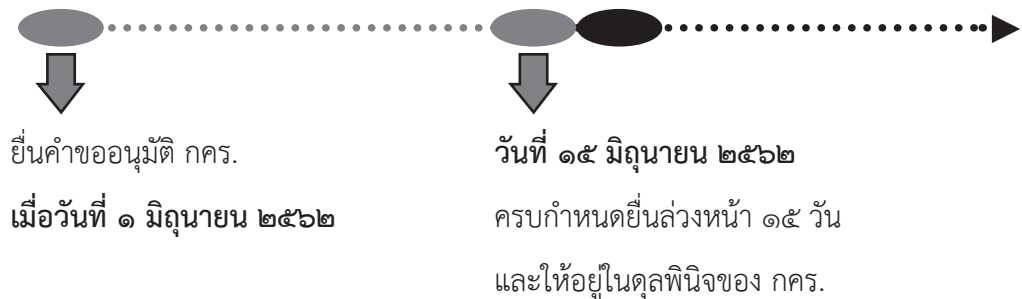 ยื่นคำขออนุมัติ กคร.
เมื่อวันที่ ๑ มิถุนายน ๒๕๖๒
วันที่ ๑๕ มิถุนายน ๒๕๖๒
ครบกำหนดยื่นล่วงหน้า ๑๕ วัน
และให้อยู่ในดุลพินิจของ กคร.